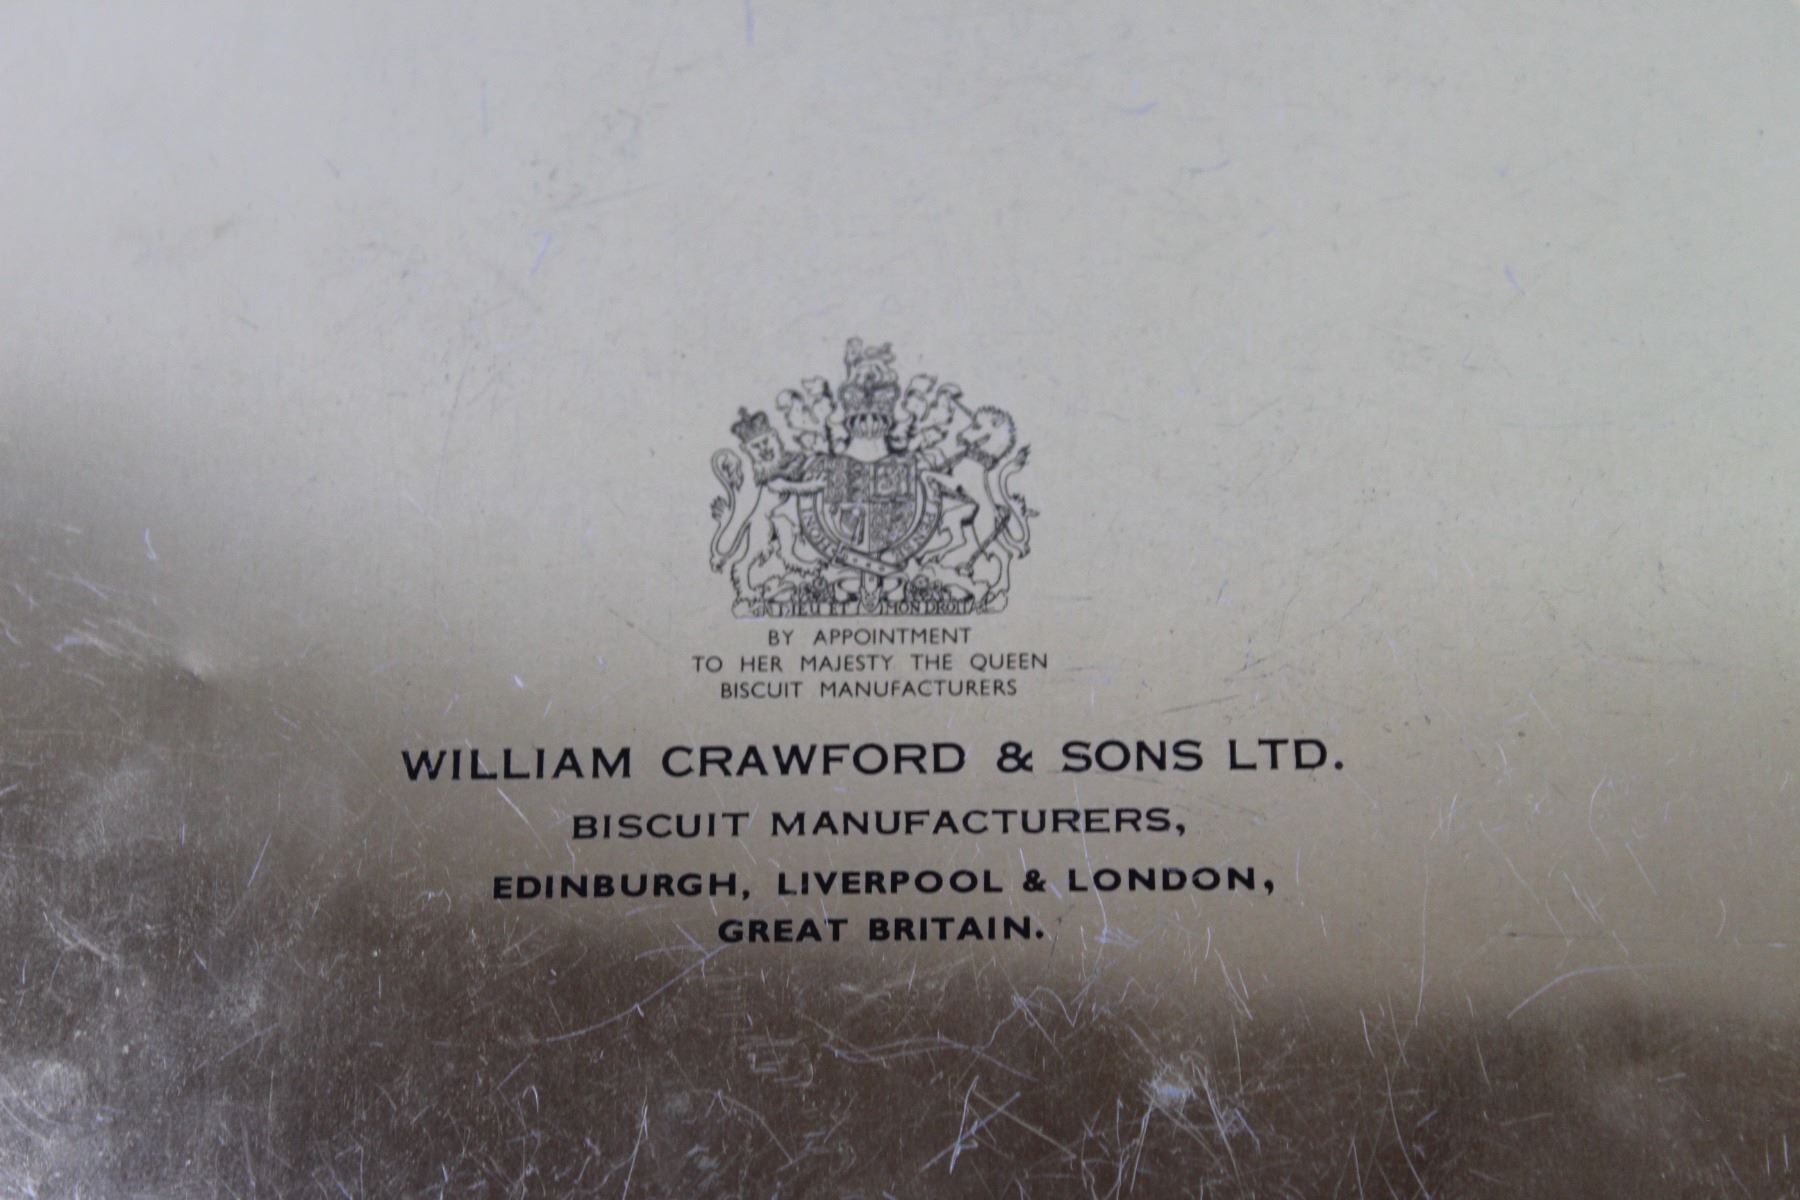 DIEU ET MON DROIT
BY APPOINTMENT
TO HER MAJESTY THE QUEEN
BISCUIT MANUFACTURERS
WILLIAM CRAWFORD & SONS LTD.
BISCUIT MANUFACTURERS,
EDINBURGH, LIVERPOOL & LONDON,
GREAT BRITAIN.